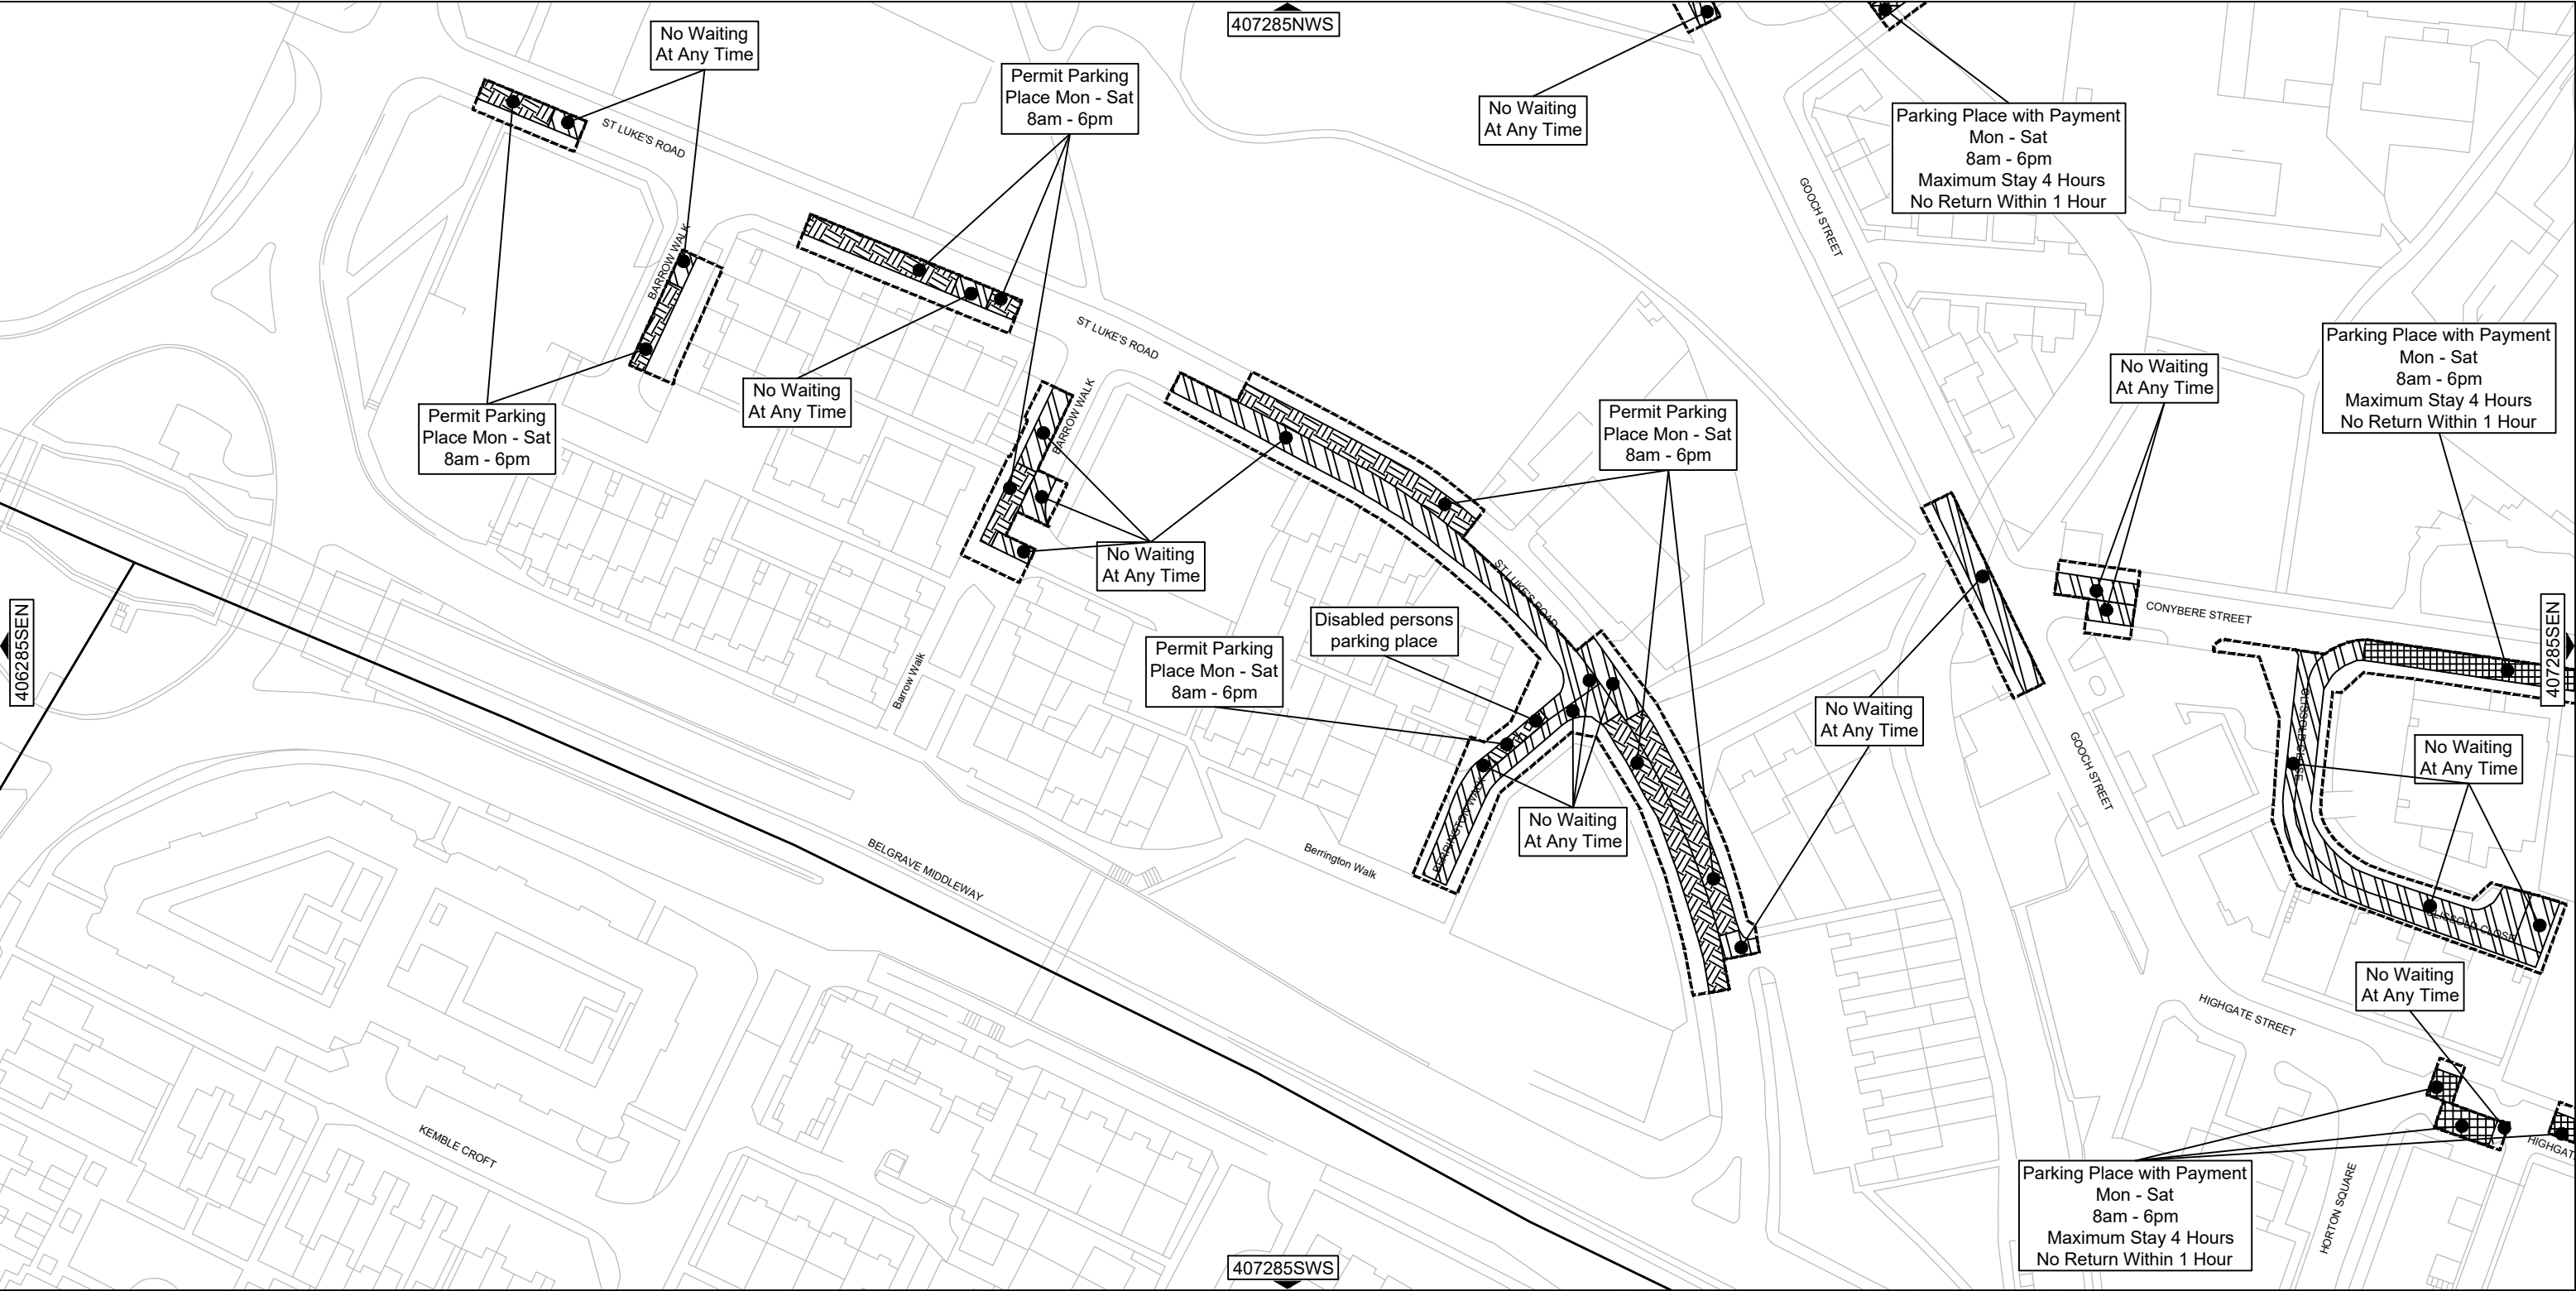 407285NWS
No Waiting
At Any Time
Permit Parking
Place Mon - Sat
8am - 6pm
No Waiting
At Any Time
Parking Place with Payment
Mon - Sat
8am - 6pm
Maximum Stay 4 Hours
No Return Within 1 Hour
ST LUKE'S ROAD
GOOCH STREET
BARROW WALK
ST LUKE'S ROAD
Parking Place with Payment
Mon - Sat
8am - 6pm
Maximum Stay 4 Hours
No Return Within 1 Hour
No Waiting
At Any Time
No Waiting
At Any Time
Permit Parking
Place Mon - Sat
8am - 6pm
Permit Parking
Place Mon - Sat
8am - 6pm
BARROW WALK
No Waiting
At Any Time
ST LUKE'S ROAD
406285SEN
407285SEN
CONYBERE STREET
Disabled persons
parking place
Permit Parking
Place Mon - Sat
8am - 6pm
Barrow Walk
No Waiting
At Any Time
GLISSOLD CLOSE
No Waiting
At Any Time
GOOCH STREET
No Waiting
At Any Time
BERRINGTON WALK
Berrington Walk
BELGRAVE MIDDLEWAY
CLISSOLD CLOSE
No Waiting
At Any Time
HIGHGATE STREET
KEMBLE CROFT
HIGHGAT
Parking Place with Payment
Mon - Sat
8am - 6pm
Maximum Stay 4 Hours
No Return Within 1 Hour
HORTON SQUARE
407285SWS